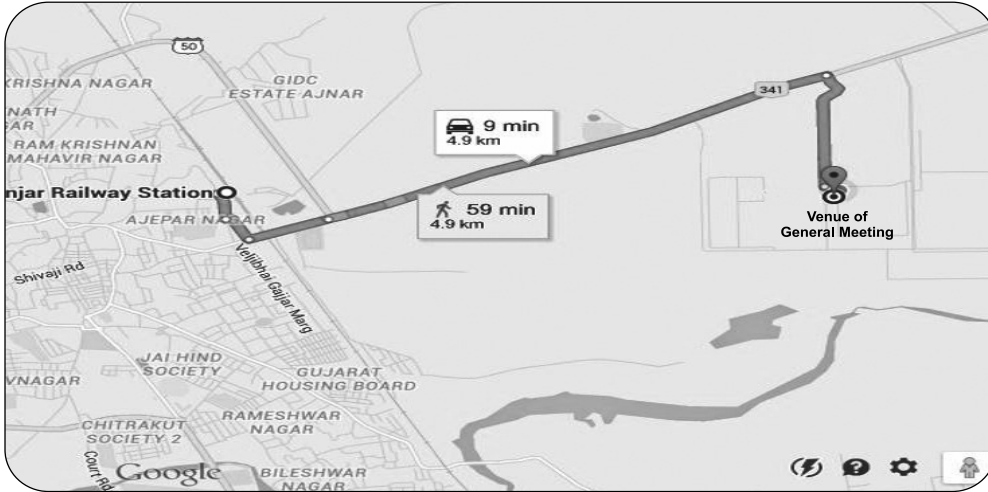 50
KRISHNA NAGAR
GIDC
ESTATE AJNAR
NATH
GAR
341
9 min
4.9 km
RAM KRISHNAN
MAHAVIR NAGAR
njar Railway Station
AJEPAR NAGAR
59 min
4.9 km
Venue of
General Meeting
Shivaji Rd
Veljibhai Gajjar Marg
JAI HIND
SOCIETY
GUJARAT
HOUSING BOARD
VNAGAR
RAMESHWAR
NAGAR
CHITRAKUT
SOCIETY 2
Court Rd
Google
BILESHWAR
NAGAR